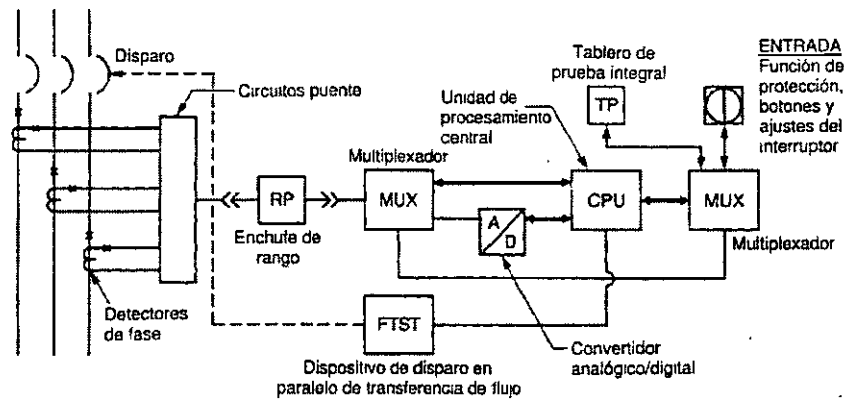 Disparo
Circuitos puente
Unidad de
procesamiento
central
Tablero de
prueba integral
TP
ENTRADA
Función de
protección,
botones y
ajustes del
interruptor
Multiplexador
RP
Enchufe de
rango
MUX
A
D
CPU
MUX
Multiplexador
Detectores
de fase
FTST
Dispositivo de disparo en
paralelo de transferencia de flujo
Convertidor
analógico/digital